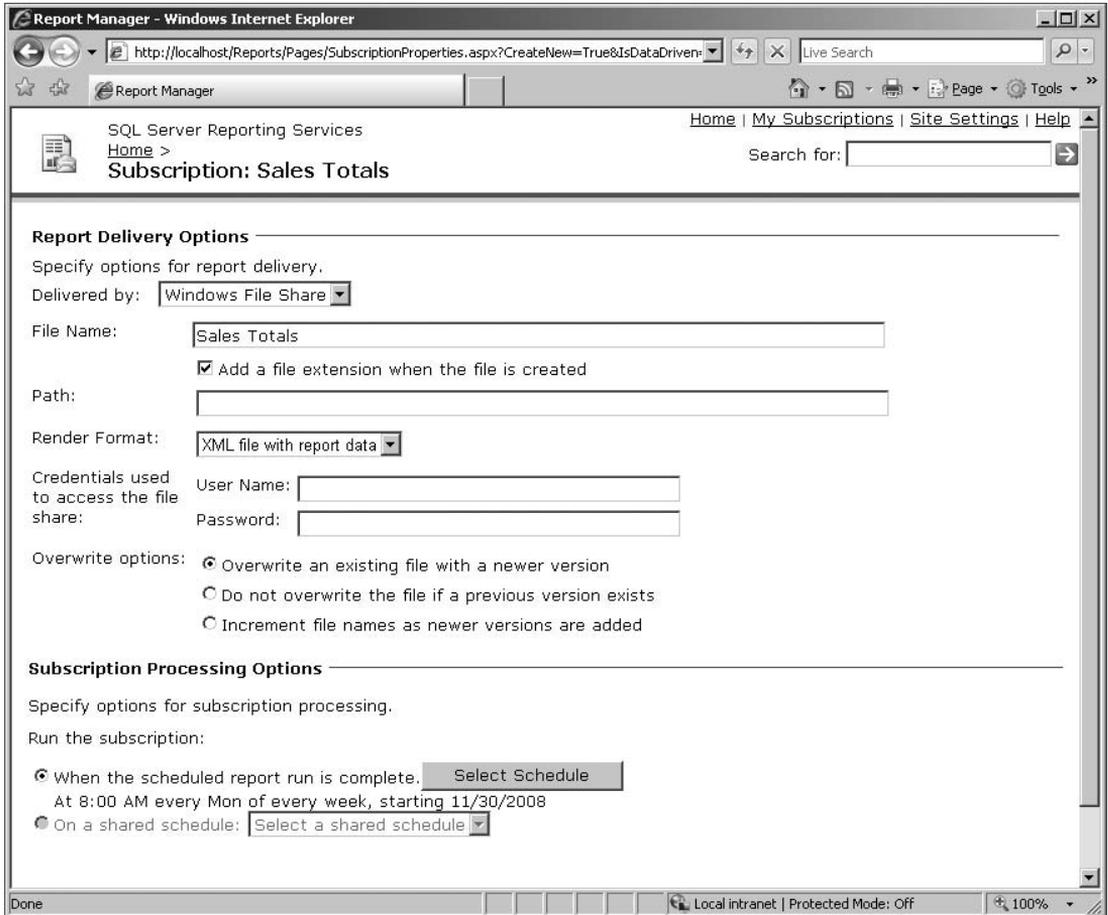 Report Manager - Windows Internet Explorer
http://localhost/Reports/Pages/SubscriptionProperties.aspx?CreateNew=True&IsDataDriven=
Live Search
Report Manager
Page
Tools
SQL Server Reporting Services
Home | My Subscriptions | Site Settings | Help
Home >
Subscription: Sales Totals
Search for:
Report Delivery Options
Specify options for report delivery.
Delivered by: Windows File Share
File Name: Sales Totals
Add a file extension when the file is created
Path:
Render Format: XML file with report data
Credentials used
to access the file
share:
User Name:
Password:
Overwrite options:
Overwrite an existing file with a newer version
Do not overwrite the file if a previous version exists
Increment file names as newer versions are added
Subscription Processing Options
Specify options for subscription processing.
Run the subscription:
When the scheduled report run is complete. Select Schedule
At 8:00 AM every Mon of every week, starting 11/30/2008
On a shared schedule: Select a shared schedule
Done
Local intranet | Protected Mode: Off
100%